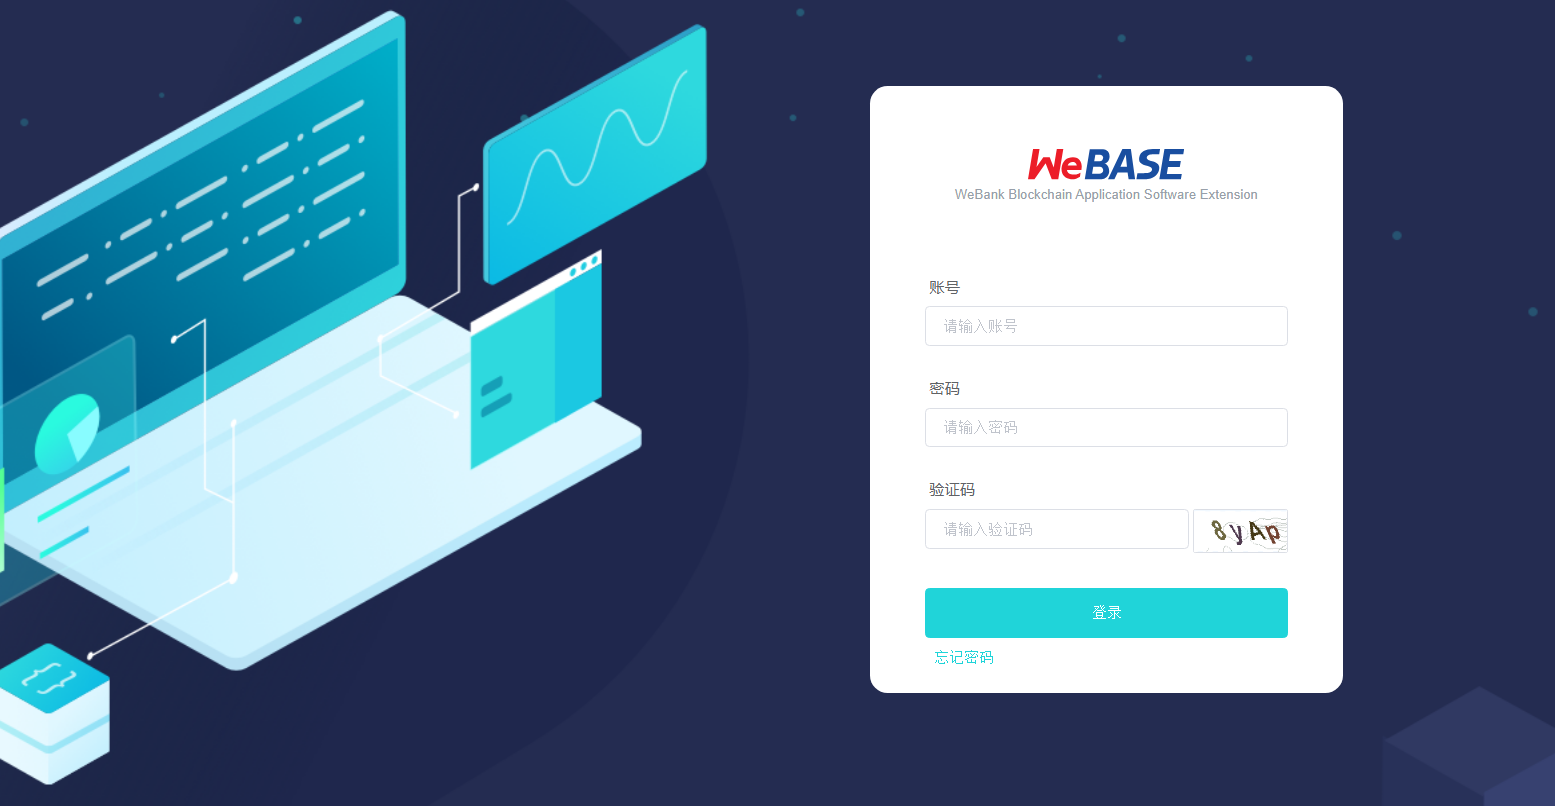 WeBASE
WeBank Blockchain Application Software Extension
账号
请输入账号
密码
请输入密码
验证码
请输入验证码
8yAp
登录
忘记密码